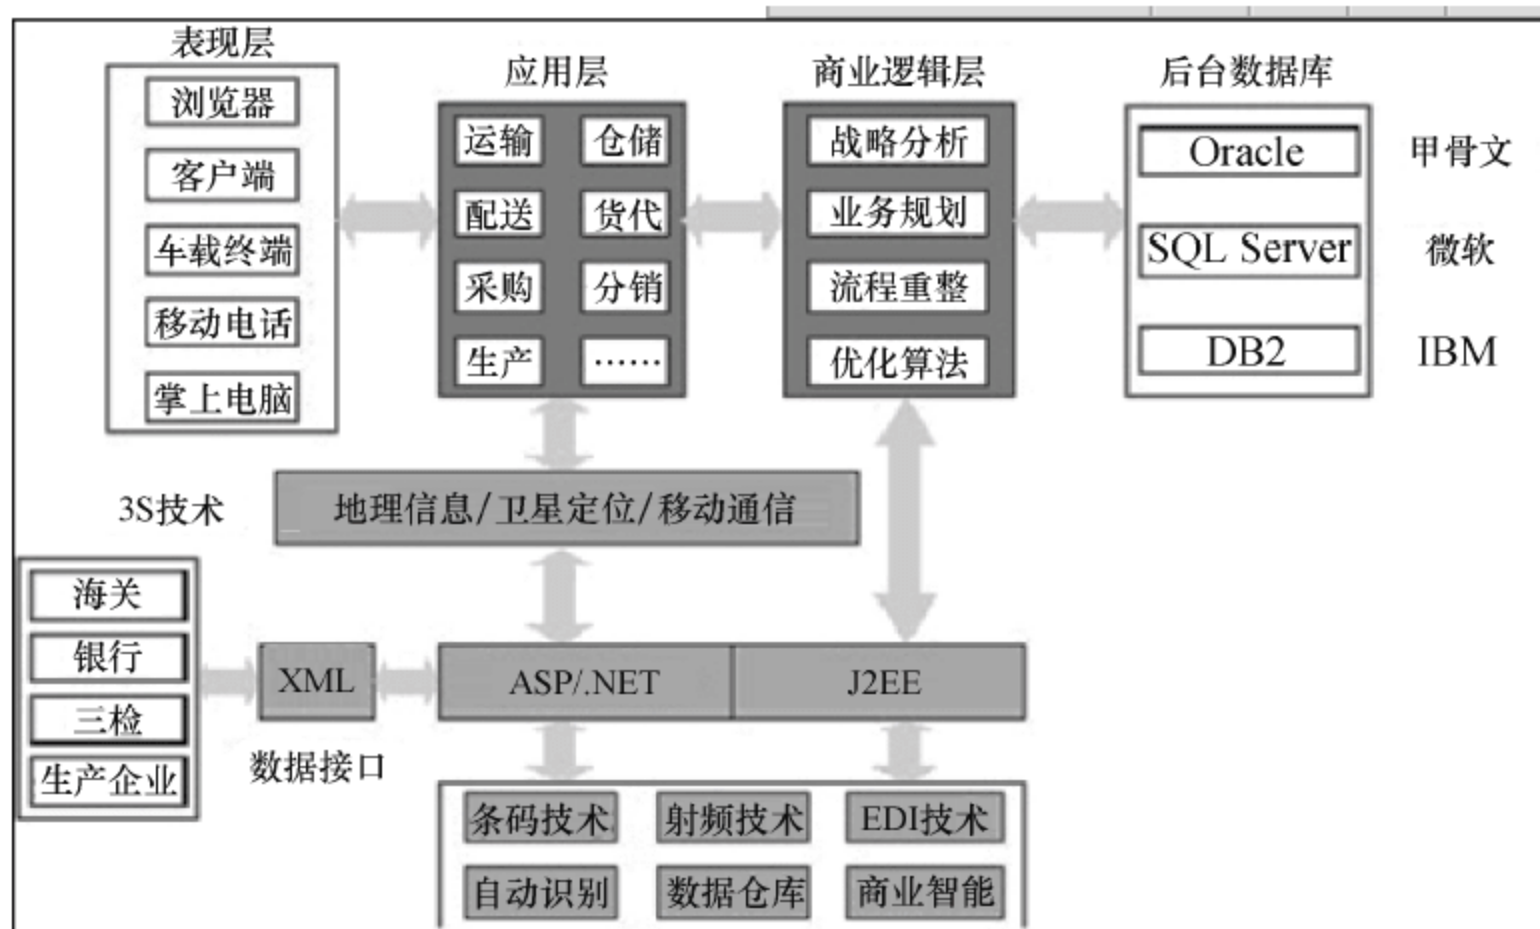 表现层
浏览器
客户端
车载终端
移动电话
掌上电脑
应用层
运输 仓储
配送 货代
采购 分销
生产 ……
商业逻辑层
战略分析
业务规划
流程重整
优化算法
后台数据库
Oracle 甲骨文
SQL Server 微软
DB2 IBM
3S技术 地理信息/卫星定位/移动通信
海关
银行
三检
生产企业
XML
数据接口
ASP/.NET J2EE
条码技术 射频技术 EDI技术
自动识别 数据仓库 商业智能